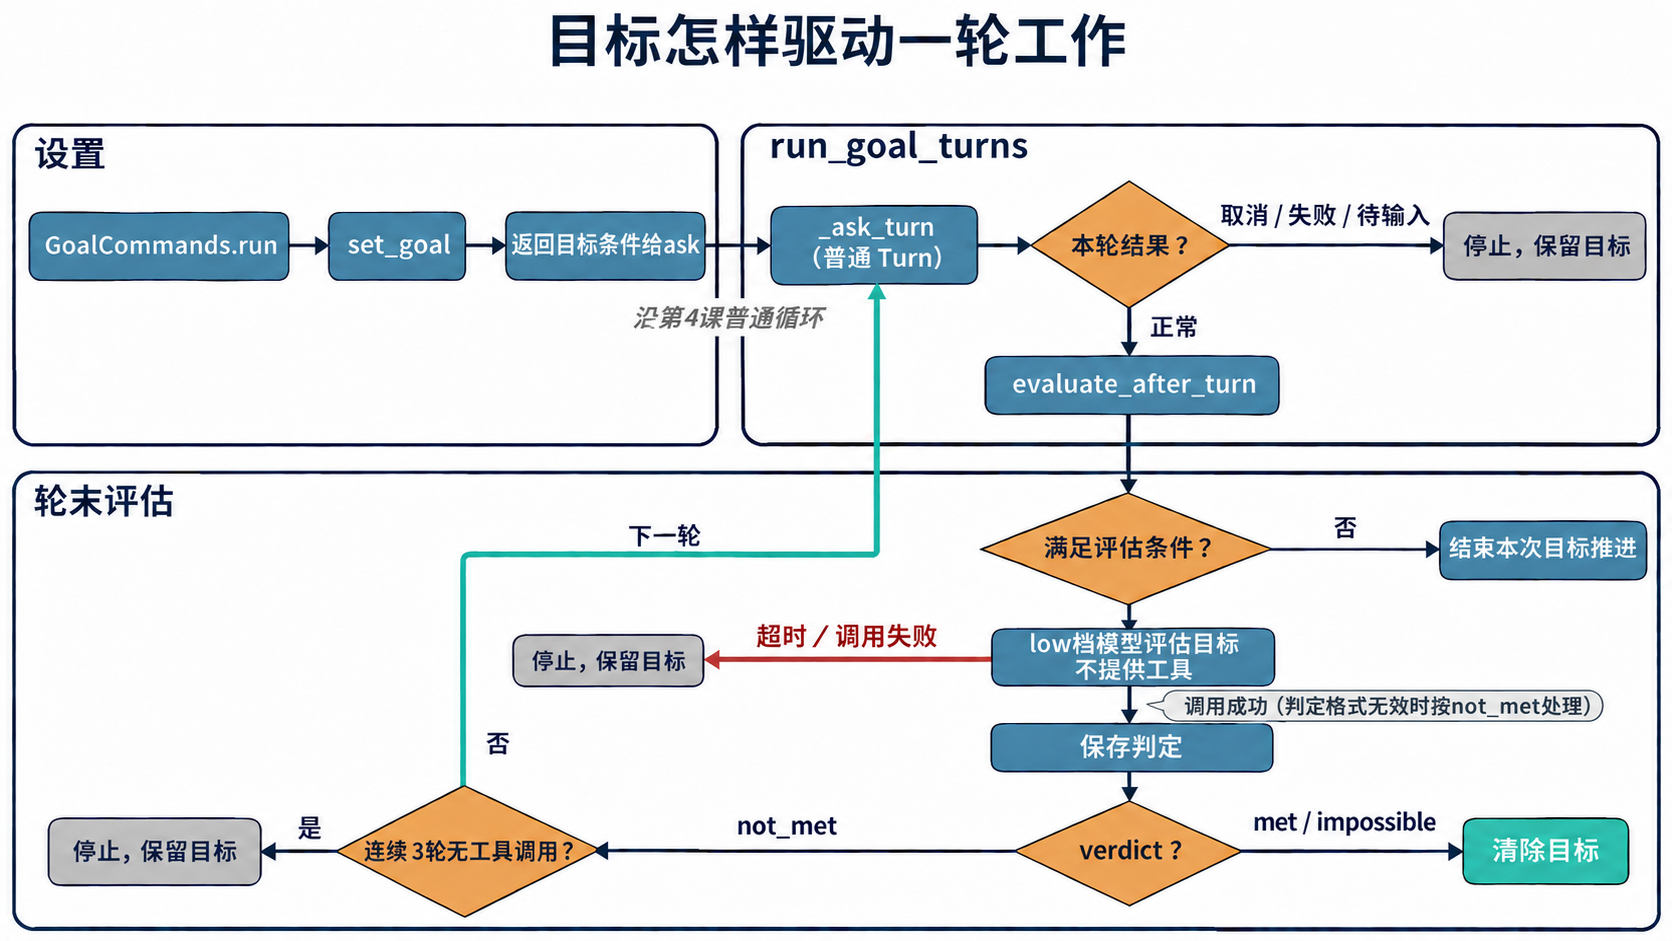 目标怎样驱动一轮工作
设置
GoalCommands.run
set_goal
返回目标条件给ask
沿第4课普通循环
run_goal_turns
_ask_turn
（普通 Turn）
本轮结果？
取消 / 失败 / 待输入
停止，保留目标
正常
evaluate_after_turn
轮末评估
满足评估条件？
否
结束本次目标推进
low档模型评估目标
不提供工具
超时 / 调用失败
停止，保留目标
调用成功（判定格式无效时按not_met处理）
保存判定
verdict？
met / impossible
清除目标
not_met
连续 3轮无工具调用？
是
停止，保留目标
否
下一轮